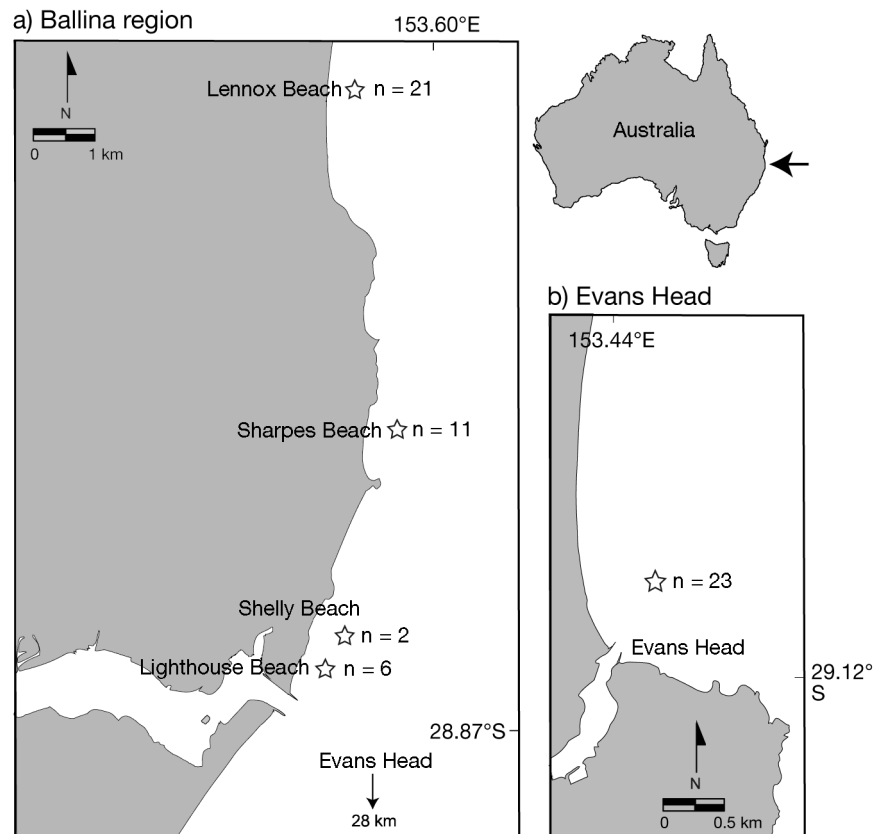 a) Ballina region
153.60°E
Lennox Beach
n = 21
N
0 1 km
Sharpes Beach
n = 11
Shelly Beach
n = 2
Lighthouse Beach
n = 6
28.87°S
Evans Head
28 km
Australia
b) Evans Head
153.44°E
n = 23
Evans Head
29.12°
S
N
0 0.5 km